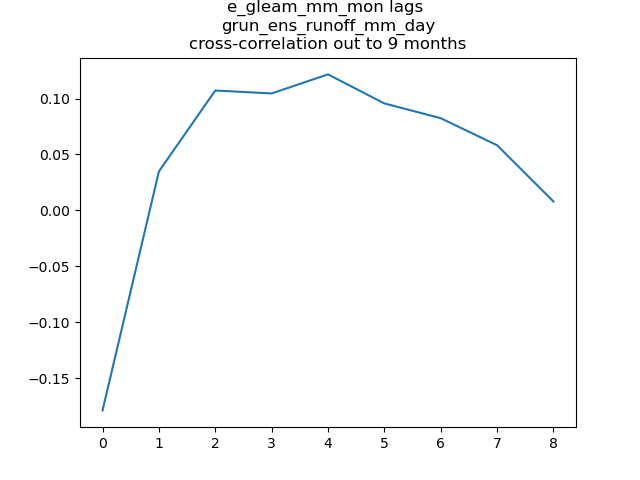 e_gleam_mm_mon lags
grun_ens_runoff_mm_day
cross-correlation out to 9 months
0.10
0.05
0.00
−0.05
−0.10
−0.15
0 1 2 3 4 5 6 7 8